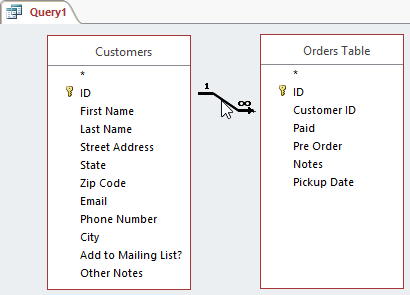 Query1
Customers
*
ID
First Name
Last Name
Street Address
State
Zip Code
Email
Phone Number
City
Add to Mailing List?
Other Notes
1
∞
Orders Table
*
ID
Customer ID
Paid
Pre Order
Notes
Pickup Date